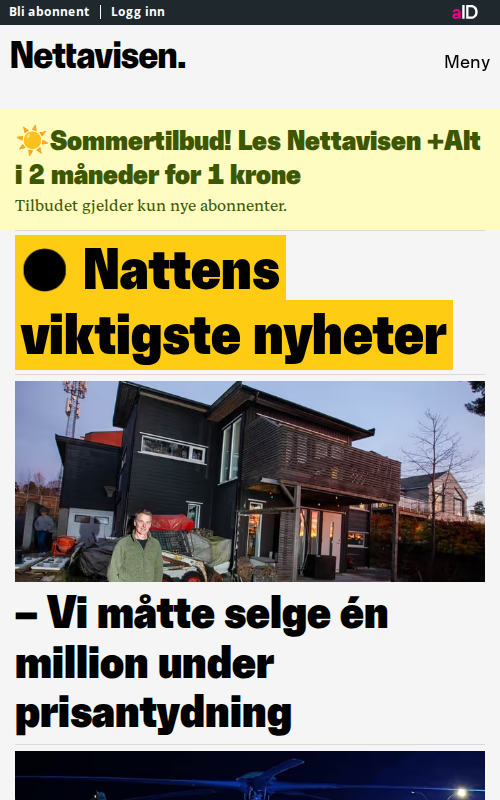 Bli abonnent | Logg inn
aID
Nettavisen.
Meny
Sommertilbud! Les Nettavisen +Alt
i 2 måneder for 1 krone
Tilbudet gjelder kun nye abonnenter.
Nattens
viktigste nyheter
– Vi måtte selge én
million under
prisantydning